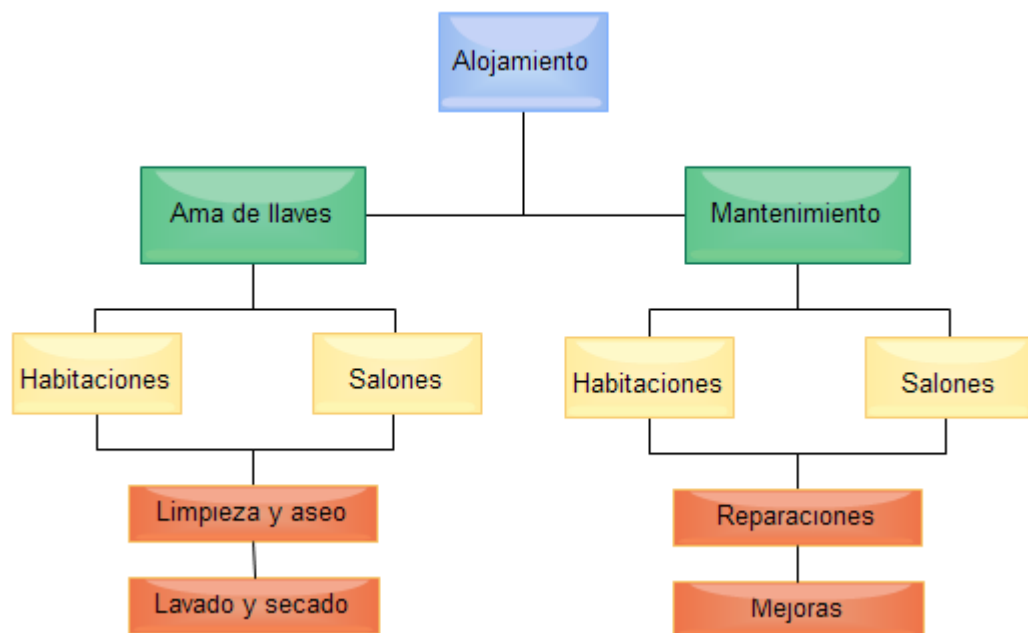 Alojamiento
Ama de llaves
Mantenimiento
Habitaciones
Salones
Habitaciones
Salones
Limpieza y aseo
Reparaciones
Lavado y secado
Mejoras